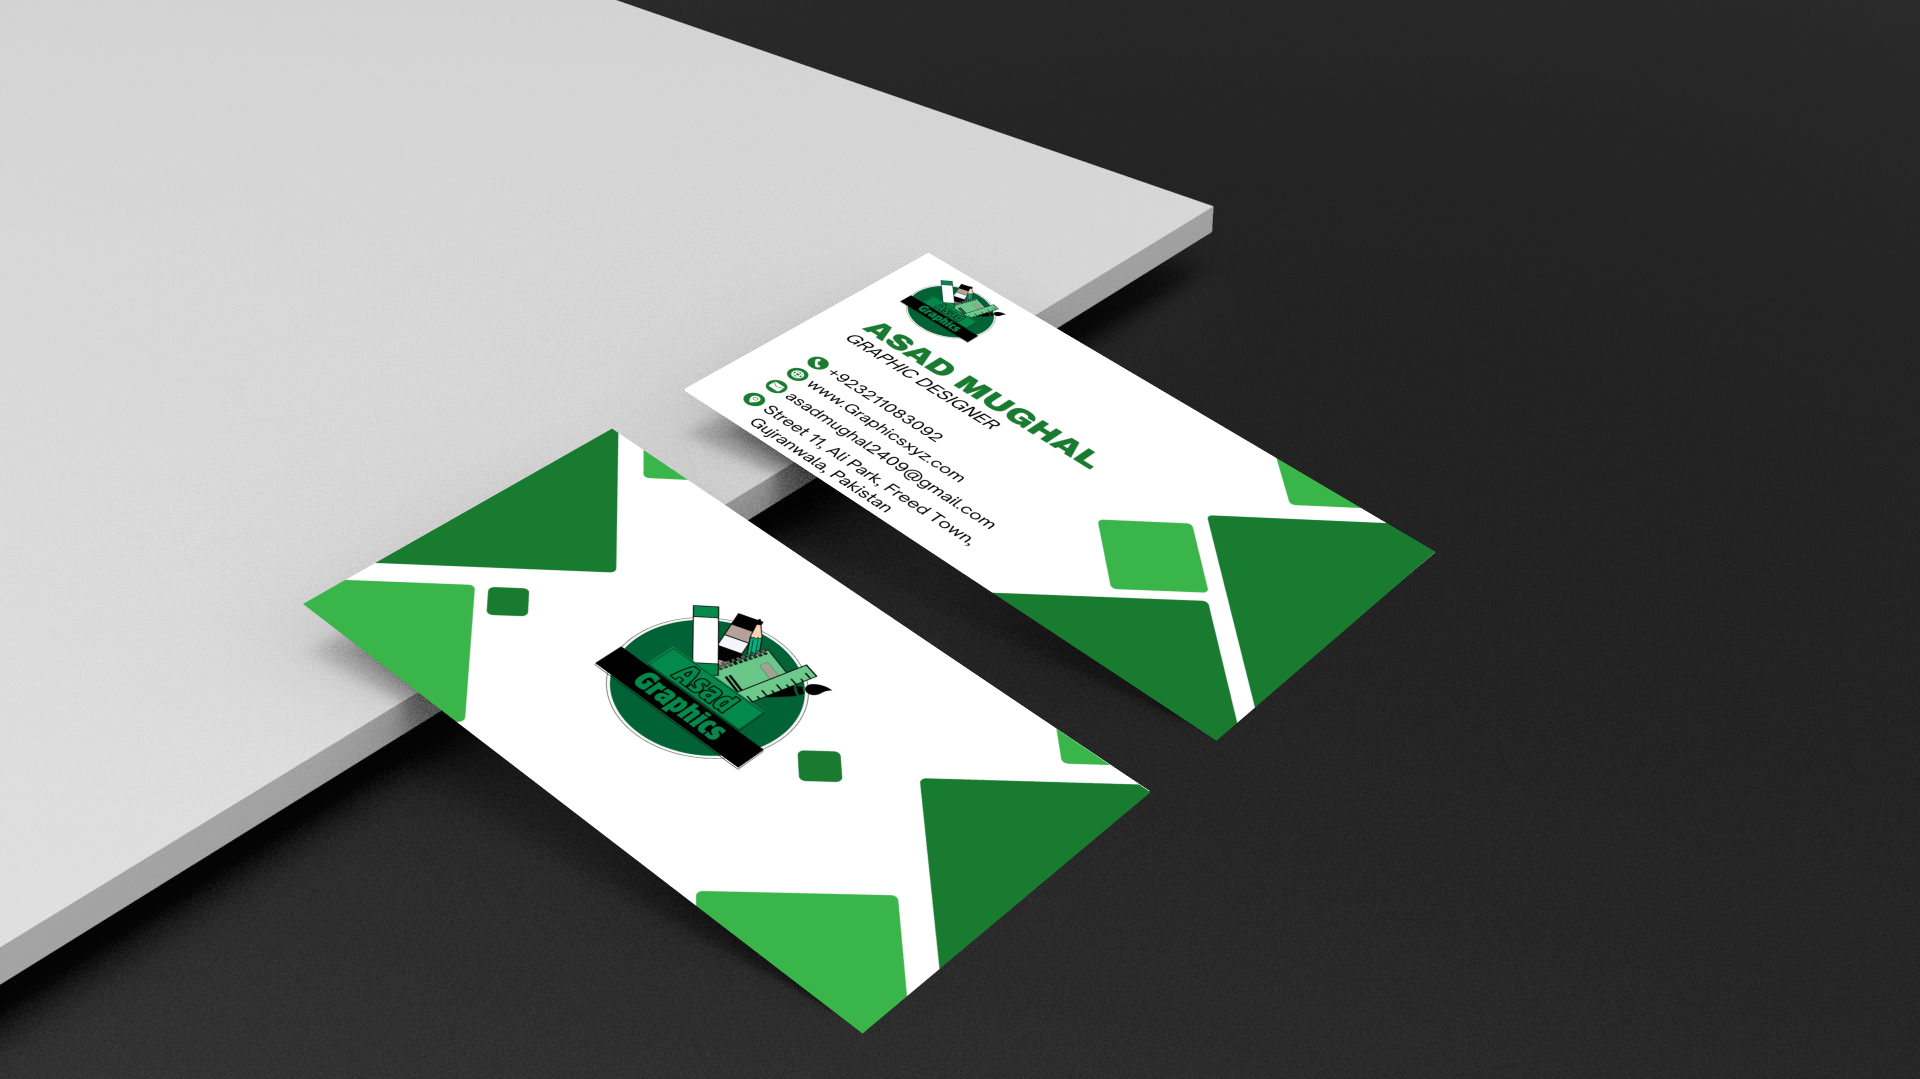 Asad
Graphics
ASAD MUGHAL
GRAPHIC DESIGNER
+923211083092
www.Graphicsxyz.com
asadmughal2409@gmail.com
Street 11, Ali Park, Freed Town,
Gujranwala, Pakistan
Asad
Graphics